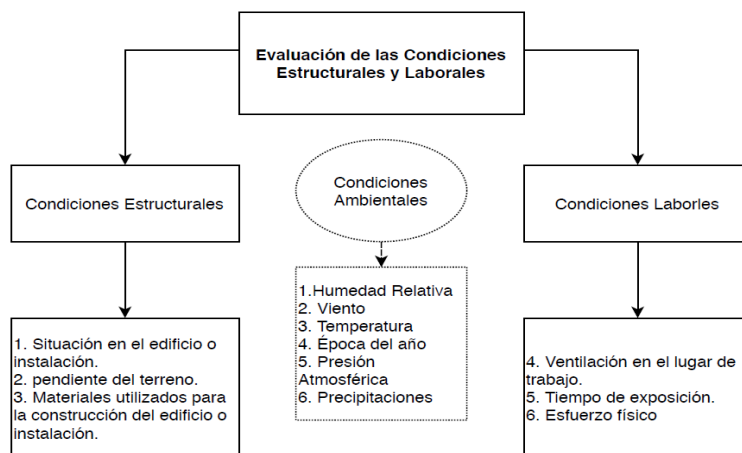 Evaluación de las Condiciones
Estructurales y Laborales
Condiciones Estructurales
Condiciones
Ambientales
Condiciones Laborles
1. Situación en el edificio o
instalación.
2. pendiente del terreno.
3. Materiales utilizados para
la construcción del edificio o
instalación.
1.Humedad Relativa
2. Viento
3. Temperatura
4. Época del año
5. Presión
Atmosférica
6. Precipitaciones
4. Ventilación en el lugar de
trabajo.
5. Tiempo de exposición.
6. Esfuerzo físico